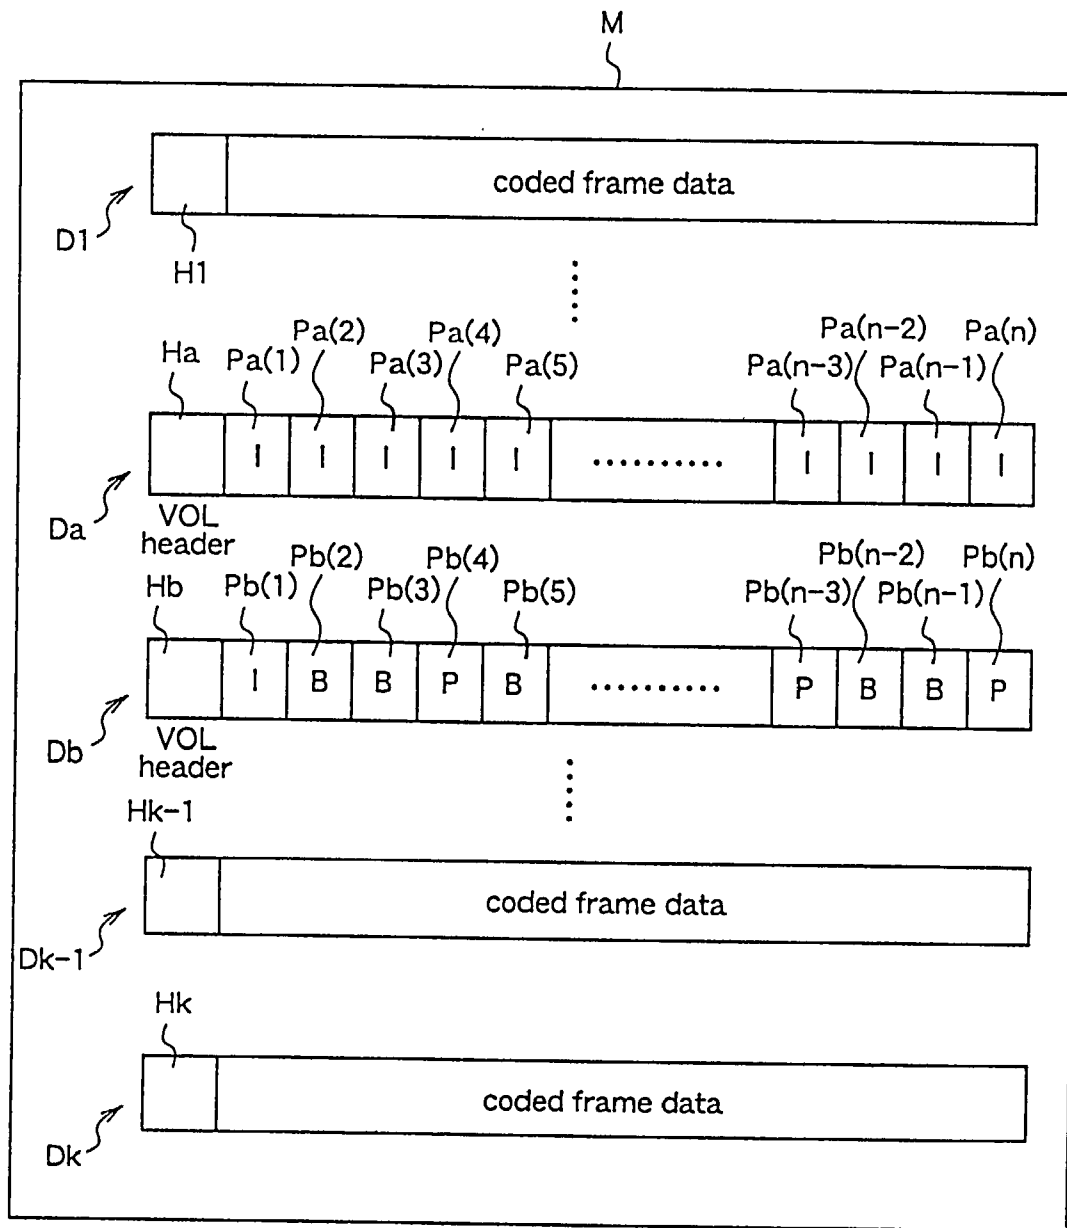 M
coded frame data
D1
H1
Pa(2) Pa(4) Pa(n-2) Pa(n)
Ha Pa(1) Pa(3) Pa(5) Pa(n-3) Pa(n-1)
I I I I I .......... I I I I
Da
VOL
header
Pb(2) Pb(4) Pb(n-2) Pb(n)
Hb Pb(1) Pb(3) Pb(5) Pb(n-3) Pb(n-1)
I B B P B .......... P B B P
Db
VOL
header
Hk-1
coded frame data
Dk-1
Hk
coded frame data
Dk